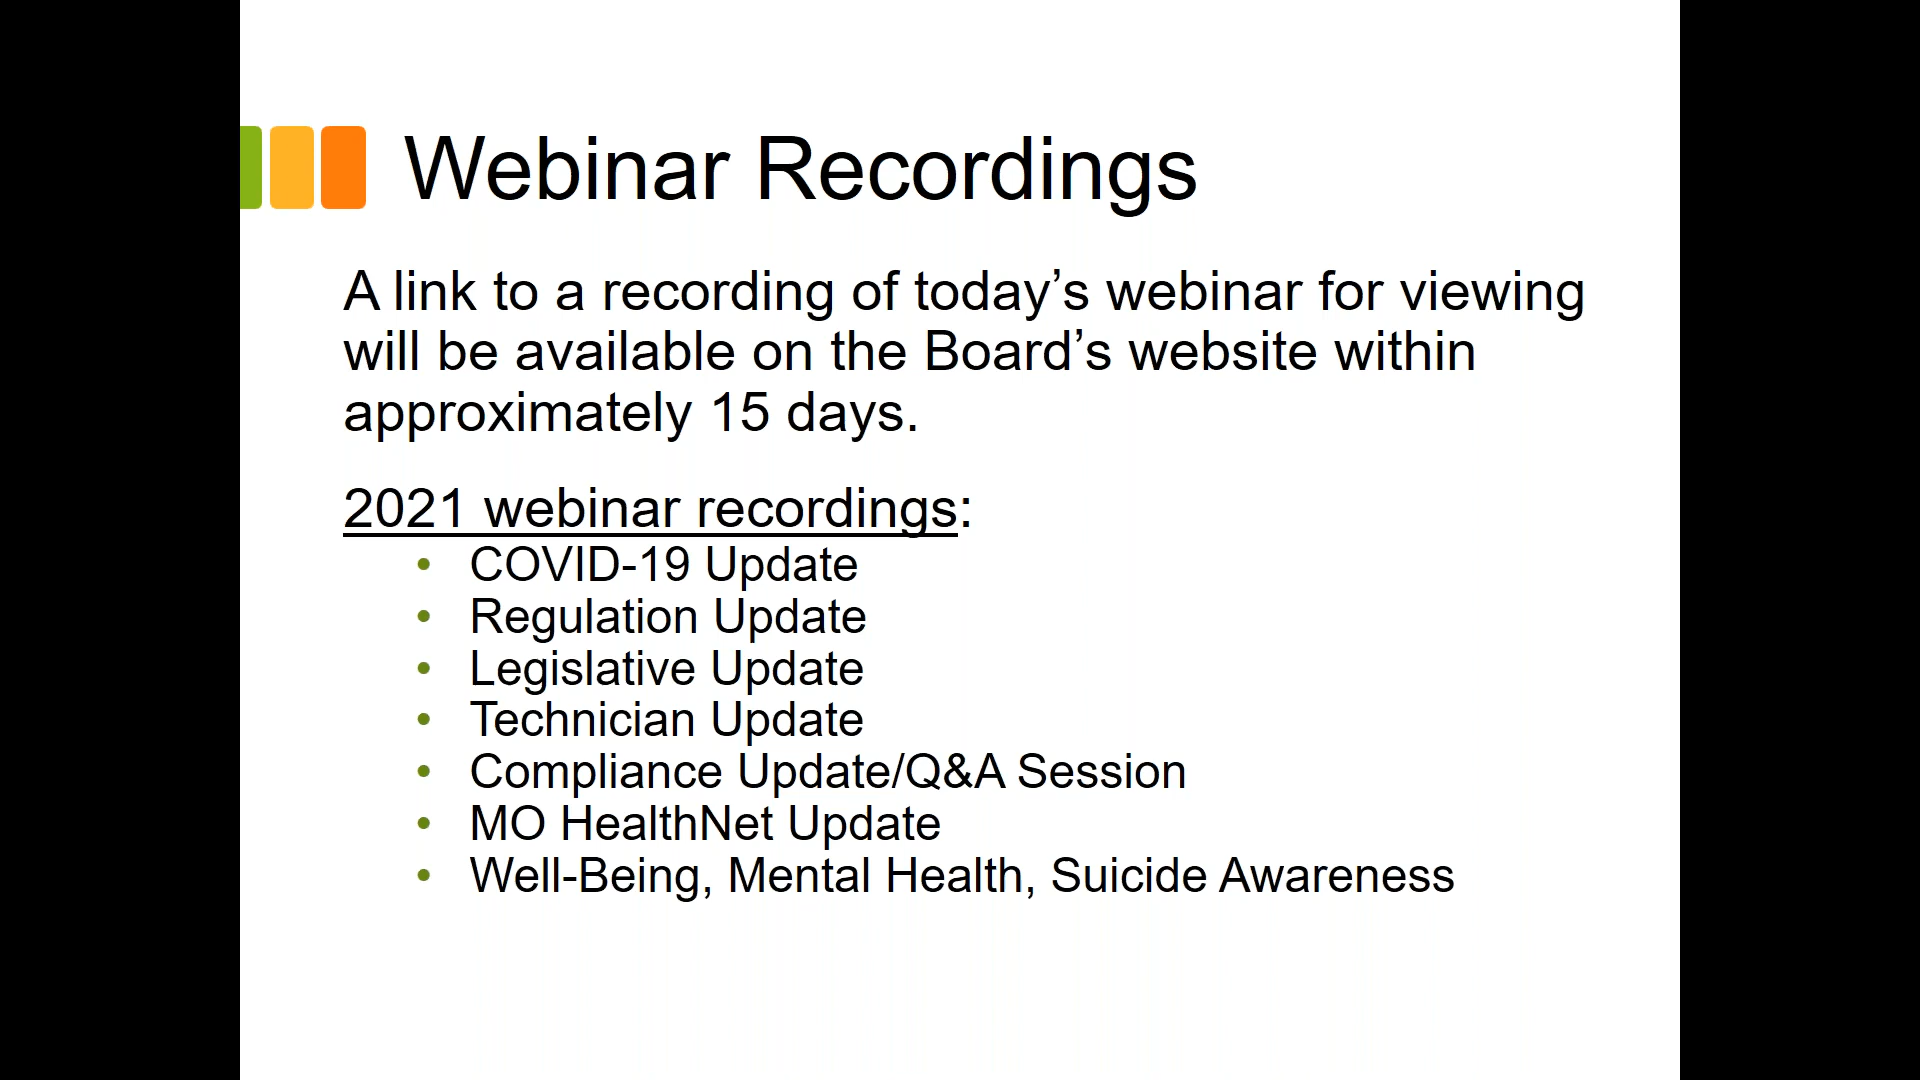 Webinar Recordings
A link to a recording of today’s webinar for viewing
will be available on the Board’s website within
approximately 15 days.
2021 webinar recordings:
• COVID-19 Update
• Regulation Update
• Legislative Update
• Technician Update
• Compliance Update/Q&A Session
• MO HealthNet Update
• Well-Being, Mental Health, Suicide Awareness